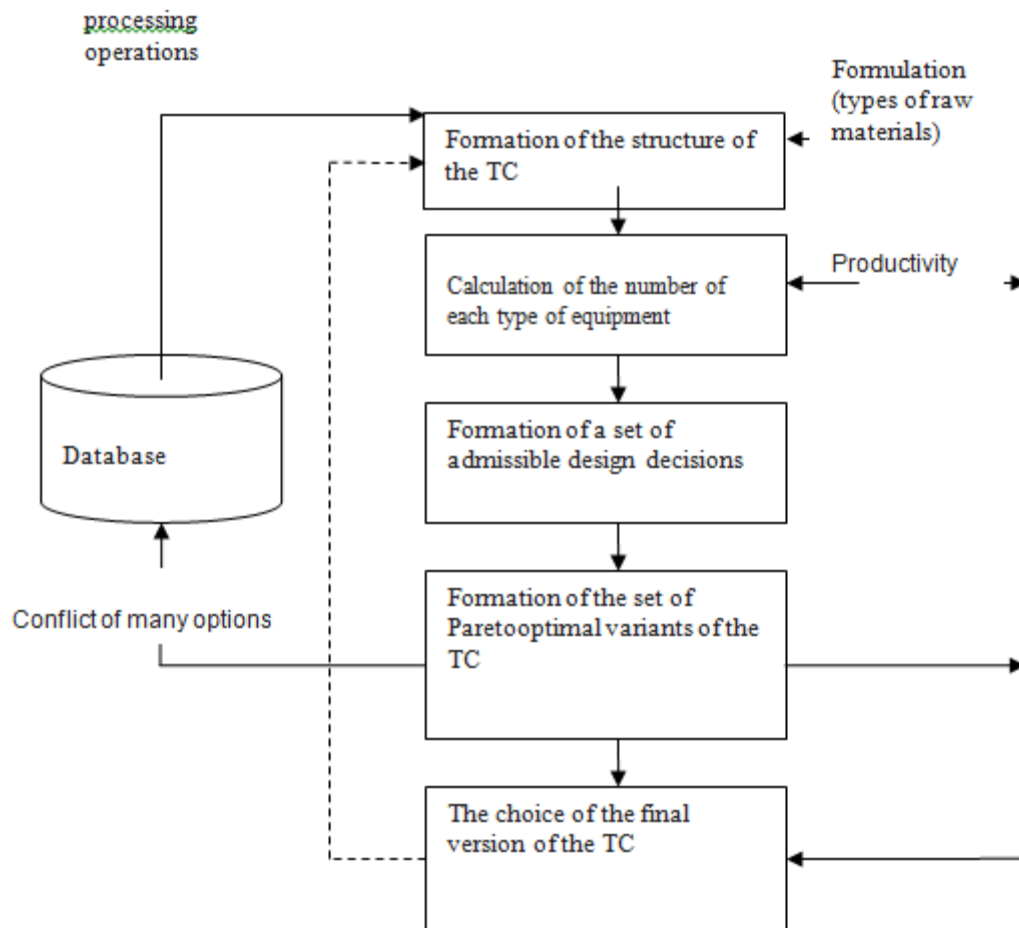 processing
operations
Formulation
(types of raw
materials)
Formation of the structure of
the TC
Productivity
Calculation of the number of
each type of equipment
Formation of a set of
admissible design decisions
Database
Formation of the set of
Paretooptimal variants of the
TC
Conflict of many options
The choice of the final
version of the TC